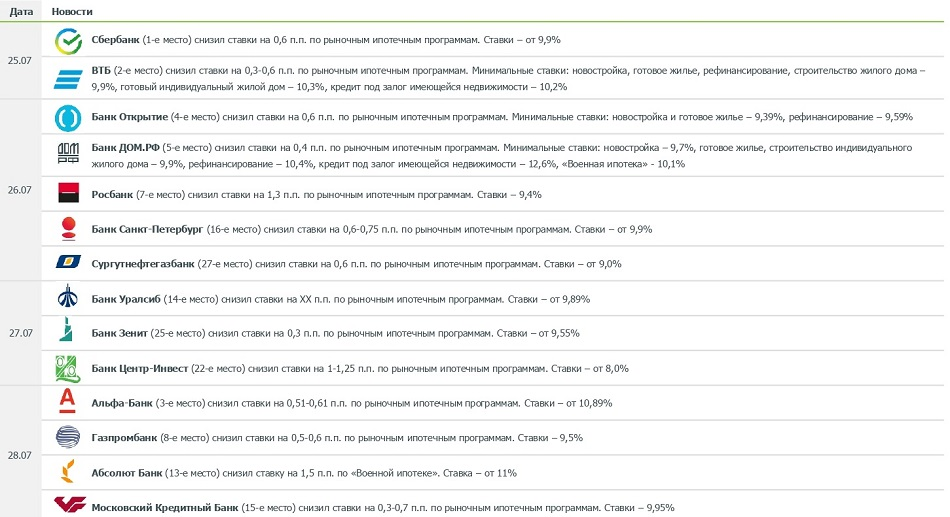 Дата Новости
25.07
Сбербанк (1-е место) снизил ставки на 0,6 п.п. по рыночным ипотечным программам. Ставки – от 9,9%
ВТБ (2-е место) снизил ставки на 0,3-0,6 п.п. по рыночным ипотечным программам. Минимальные ставки: новостройка, готовое жилье, рефинансирование, строительство жилого дома –
9,9%, готовый индивидуальный жилой дом – 10,3%, кредит под залог имеющейся недвижимости – 10,2%
26.07
Банк Открытие (4-е место) снизил ставки на 0,6 п.п. по рыночным ипотечным программам. Минимальные ставки: новостройка и готовое жилье – 9,39%, рефинансирование – 9,59%
ДОМ
РФ
Банк ДОМ.РФ (5-е место) снизил ставки на 0,4 п.п. по рыночным ипотечным программам. Минимальные ставки: новостройка – 9,7%, готовое жилье, строительство индивидуального
жилого дома – 9,9%, рефинансирование – 10,4%, кредит под залог имеющейся недвижимости – 12,6%, «Военная ипотека» - 10,1%
Росбанк (7-е место) снизил ставки на 1,3 п.п. по рыночным ипотечным программам. Ставки – 9,4%
Банк Санкт-Петербург (16-е место) снизил ставки на 0,6-0,75 п.п. по рыночным ипотечным программам. Ставки – от 9,9%
Сургутнефтегазбанк (27-е место) снизил ставки на 0,6 п.п. по рыночным ипотечным программам. Ставки – от 9,0%
27.07
Банк Уралсиб (14-е место) снизил ставки на XX п.п. по рыночным ипотечным программам. Ставки – от 9,89%
Банк Зенит (25-е место) снизил ставки на 0,3 п.п. по рыночным ипотечным программам. Ставки – от 9,55%
Банк Центр-Инвест (22-е место) снизил ставки на 1-1,25 п.п. по рыночным ипотечным программам. Ставки – от 8,0%
28.07
А
Альфа-Банк (3-е место) снизил ставки на 0,51-0,61 п.п. по рыночным ипотечным программам. Ставки – от 10,89%
Газпромбанк (8-е место) снизил ставки на 0,5-0,6 п.п. по рыночным ипотечным программам. Ставки – 9,5%
Абсолют Банк (13-е место) снизил ставку на 1,5 п.п. по «Военной ипотеке». Ставка – от 11%
Московский Кредитный Банк (15-е место) снизил ставки на 0,3-0,7 п.п. по рыночным ипотечным программам. Ставки – 9,95%